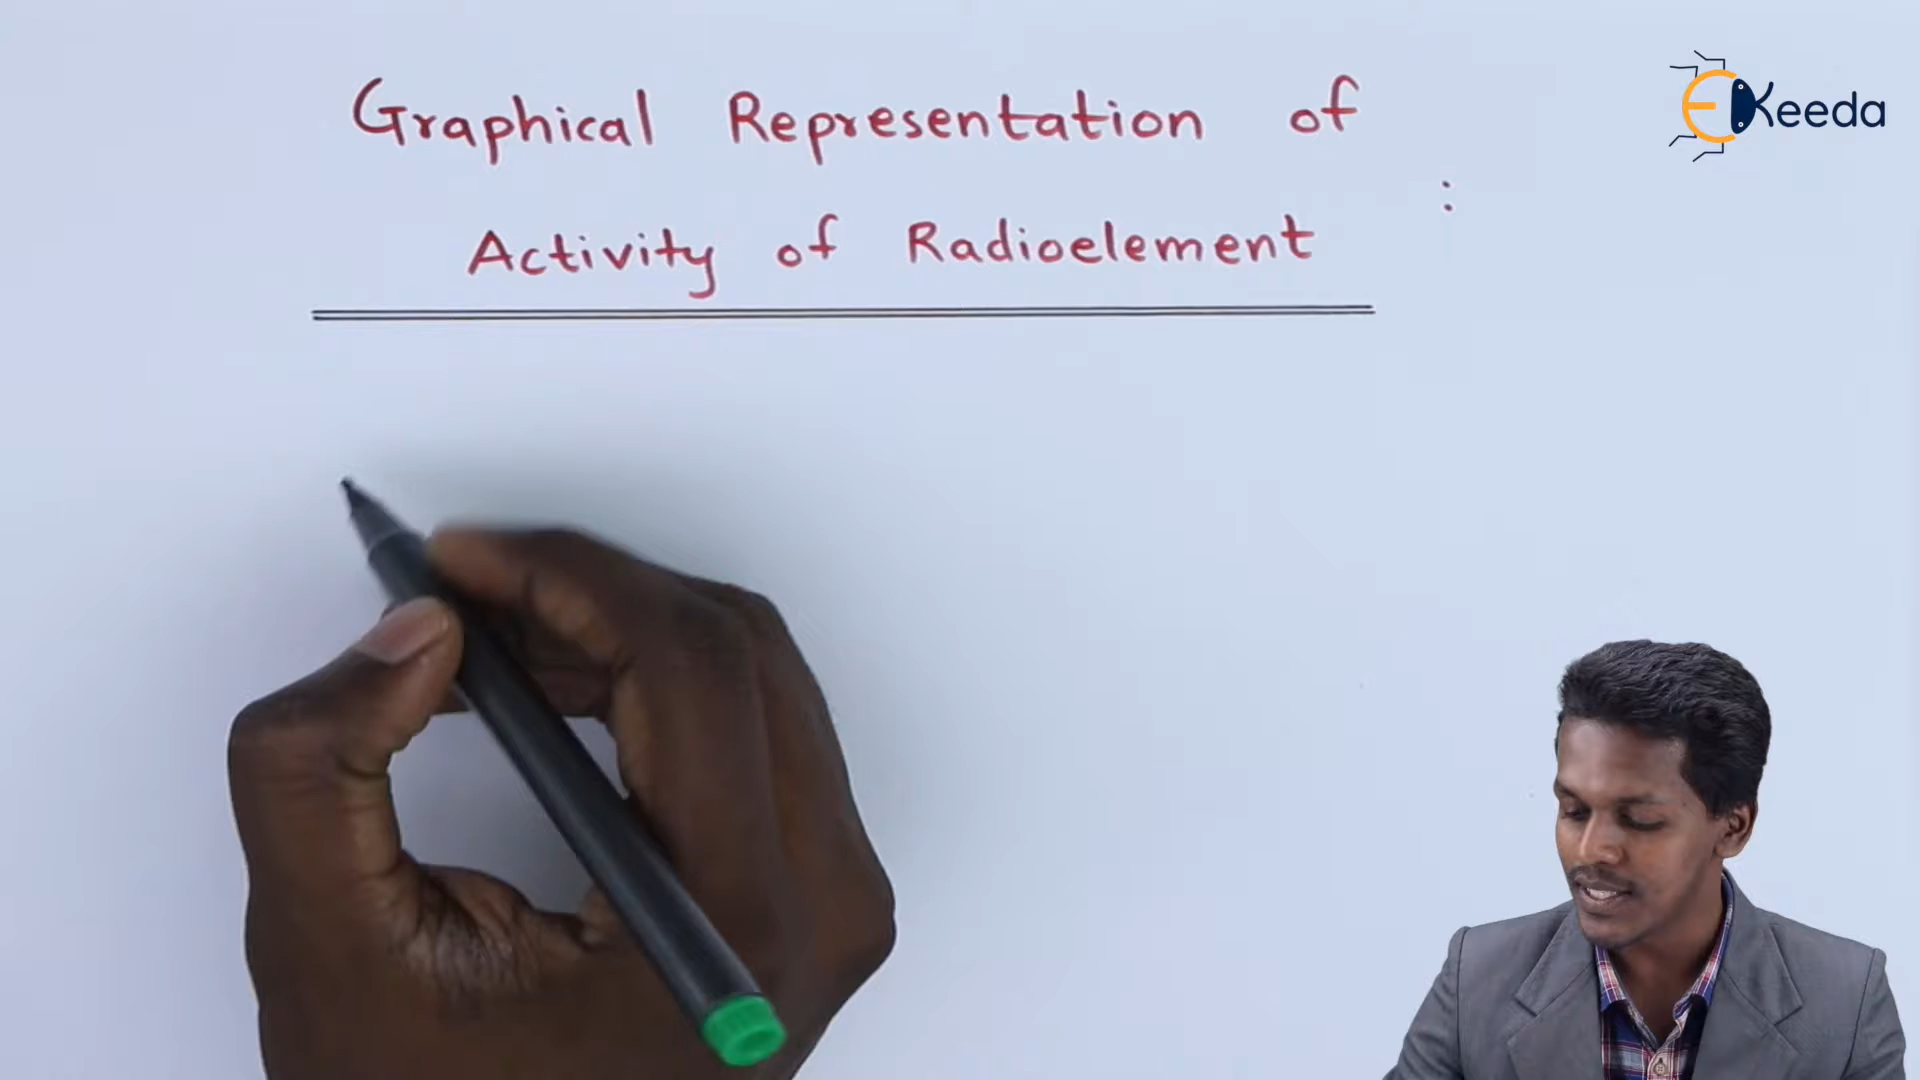 Graphical Representation of
Activity of Radioelement :
EKeeda